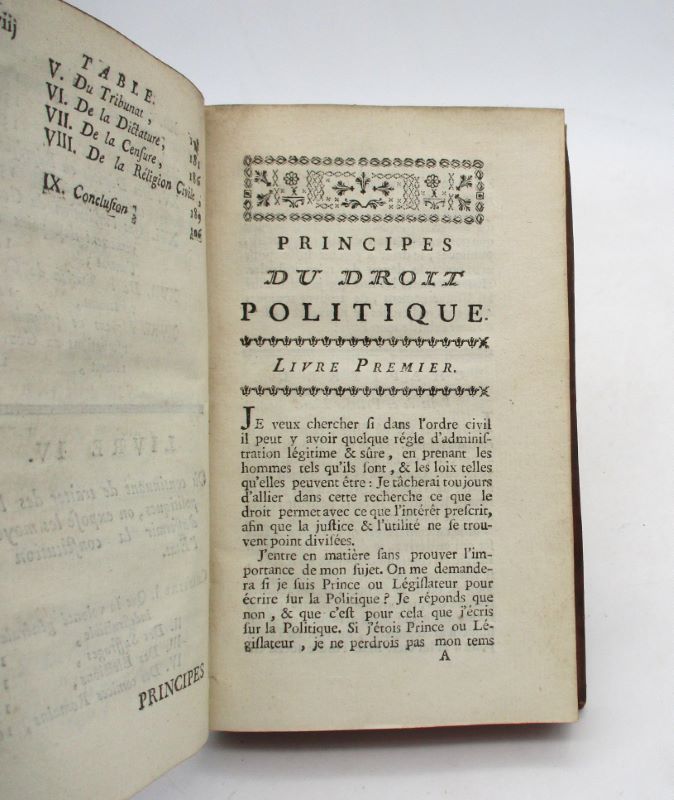 viij
TABLE.
V. Du Tribunat,
VI. De la Dictature, 181
VII. De la Cenſure, 186
VIII. De la Réligion Civile, 189
IX. Concluſion, 206
PRINCIPES
PRINCIPES
DU DROIT
POLITIQUE.
LIVRE PREMIER.
JE veux chercher ſi dans l'ordre civil
il peut y avoir quelque régle d'adminiſ-
tration légitime & sûre, en prenant les
hommes tels qu'ils ſont, & les loix telles
qu'elles peuvent être : Je tâcherai toujours
d'allier dans cette recherche ce que le
droit permet avec ce que l'intérêt preſcrit,
afin que la juſtice & l'utilité ne ſe trou-
vent point diviſées.
J'entre en matière ſans prouver l'im-
portance de mon ſujet. On me demande-
ra ſi je ſuis Prince ou Légiſlateur pour
écrire ſur la Politique ? Je réponds que
non, & que c'eſt pour cela que j'écris
ſur la Politique. Si j'étois Prince ou Lé-
giſlateur, je ne perdrois pas mon tems
A